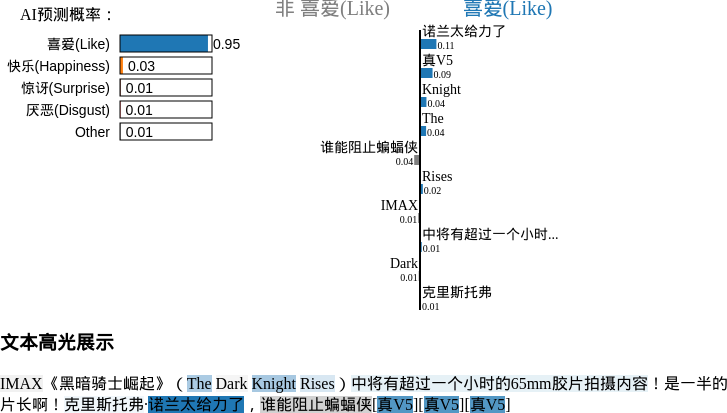 AI预测概率：
喜爱(Like) 0.95
快乐(Happiness) 0.03
惊讶(Surprise) 0.01
厌恶(Disgust) 0.01
Other 0.01
非 喜爱(Like) 喜爱(Like)
诺兰太给力了
0.11
真V5
0.09
Knight
0.04
The
0.04
谁能阻止蝙蝠侠
0.04
Rises
0.02
IMAX
0.01
中将有超过一个小时...
0.01
Dark
0.01
克里斯托弗
0.01
文本高光展示
IMAX《黑暗骑士崛起》（The Dark Knight Rises）中将有超过一个小时的65mm胶片拍摄内容！是一半的
片长啊！克里斯托弗·诺兰太给力了，谁能阻止蝙蝠侠[真V5][真V5][真V5]